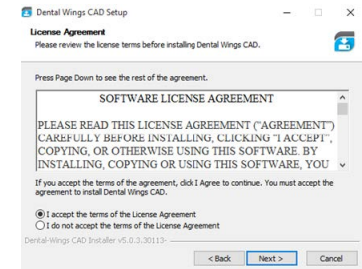 Dental Wings CAD Setup
License Agreement
Please review the license terms before installing Dental Wings CAD.
Press Page Down to see the rest of the agreement.
SOFTWARE LICENSE AGREEMENT
PLEASE READ THIS LICENSE AGREEMENT ("AGREEMENT")
CAREFULLY BEFORE INSTALLING, CLICKING "I ACCEPT",
COPYING, OR OTHERWISE USING THIS SOFTWARE. BY
INSTALLING, COPYING OR USING THIS SOFTWARE, YOU
If you accept the terms of the agreement, click I Agree to continue. You must accept the
agreement to install Dental Wings CAD.
I accept the terms of the License Agreement
I do not accept the terms of the License Agreement
Dental-Wings CAD Installer v5.0.3.30113-
< Back Next > Cancel